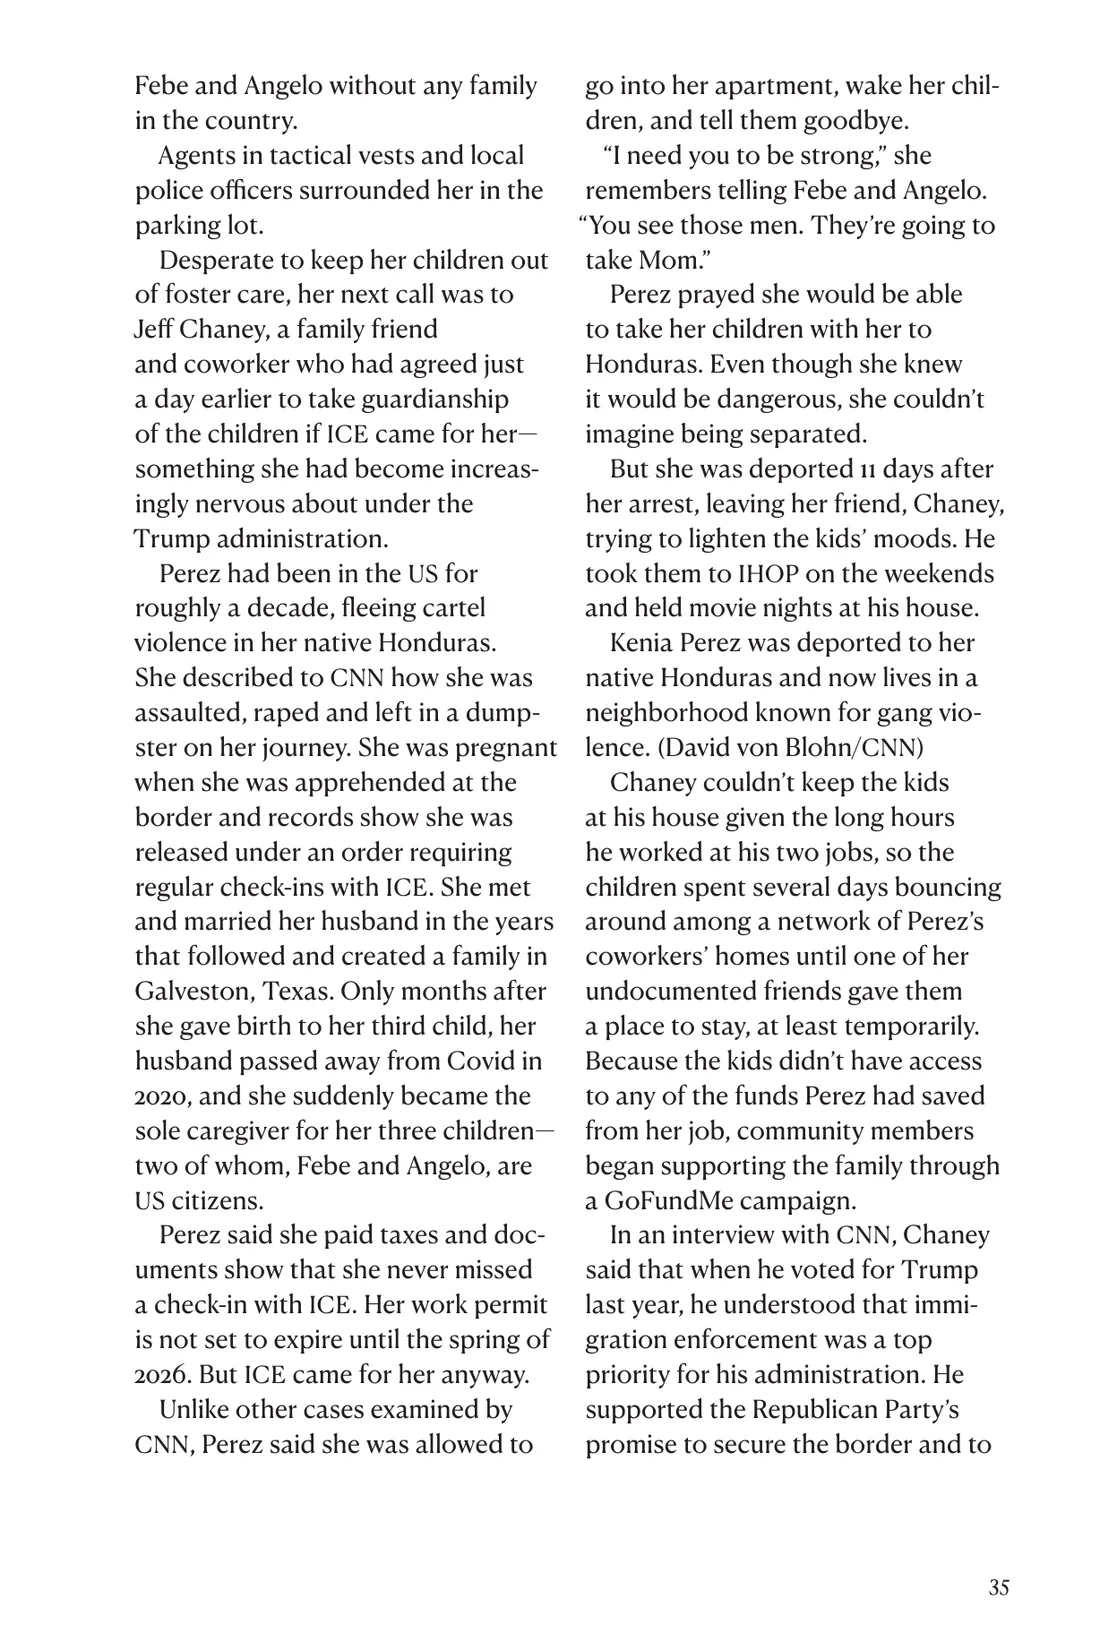 Febe and Angelo without any family
in the country.
Agents in tactical vests and local
police officers surrounded her in the
parking lot.
Desperate to keep her children out
of foster care, her next call was to
Jeff Chaney, a family friend
and coworker who had agreed just
a day earlier to take guardianship
of the children if ICE came for her—
something she had become increas-
ingly nervous about under the
Trump administration.
Perez had been in the US for
roughly a decade, fleeing cartel
violence in her native Honduras.
She described to CNN how she was
assaulted, raped and left in a dump-
ster on her journey. She was pregnant
when she was apprehended at the
border and records show she was
released under an order requiring
regular check-ins with ICE. She met
and married her husband in the years
that followed and created a family in
Galveston, Texas. Only months after
she gave birth to her third child, her
husband passed away from Covid in
2020, and she suddenly became the
sole caregiver for her three children—
two of whom, Febe and Angelo, are
US citizens.
Perez said she paid taxes and doc-
uments show that she never missed
a check-in with ICE. Her work permit
is not set to expire until the spring of
2026. But ICE came for her anyway.
Unlike other cases examined by
CNN, Perez said she was allowed to
go into her apartment, wake her chil-
dren, and tell them goodbye.
“I need you to be strong,” she
remembers telling Febe and Angelo.
“You see those men. They’re going to
take Mom.”
Perez prayed she would be able
to take her children with her to
Honduras. Even though she knew
it would be dangerous, she couldn’t
imagine being separated.
But she was deported 11 days after
her arrest, leaving her friend, Chaney,
trying to lighten the kids’ moods. He
took them to IHOP on the weekends
and held movie nights at his house.
Kenia Perez was deported to her
native Honduras and now lives in a
neighborhood known for gang vio-
lence. (David von Blohn/CNN)
Chaney couldn’t keep the kids
at his house given the long hours
he worked at his two jobs, so the
children spent several days bouncing
around among a network of Perez’s
coworkers’ homes until one of her
undocumented friends gave them
a place to stay, at least temporarily.
Because the kids didn’t have access
to any of the funds Perez had saved
from her job, community members
began supporting the family through
a GoFundMe campaign.
In an interview with CNN, Chaney
said that when he voted for Trump
last year, he understood that immi-
gration enforcement was a top
priority for his administration. He
supported the Republican Party’s
promise to secure the border and to
35